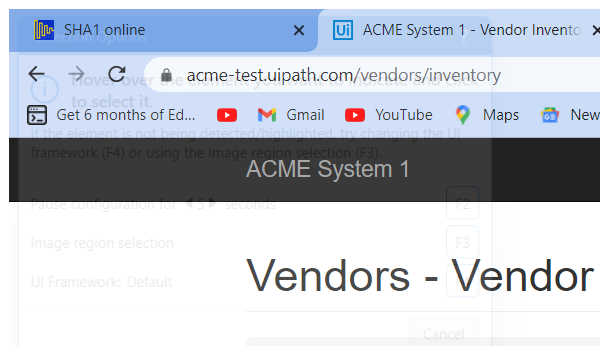 SHA1 online
ACME System 1 - Vendor Invento
Selection Options
acme-test.uipath.com/vendors/inventory
Hover over the element you want to indicate and click
to select it.
Get 6 months of Ed...
Gmail
YouTube
Maps
New
If the element is not being detected/highlighted, try changing the UI
framework (F4) or using the Image region selection (F3).
ACME System 1
Pause configuration for 5 seconds
F2
Image region selection
F3
Vendors - Vendor
UI Framework: Default
Cancel